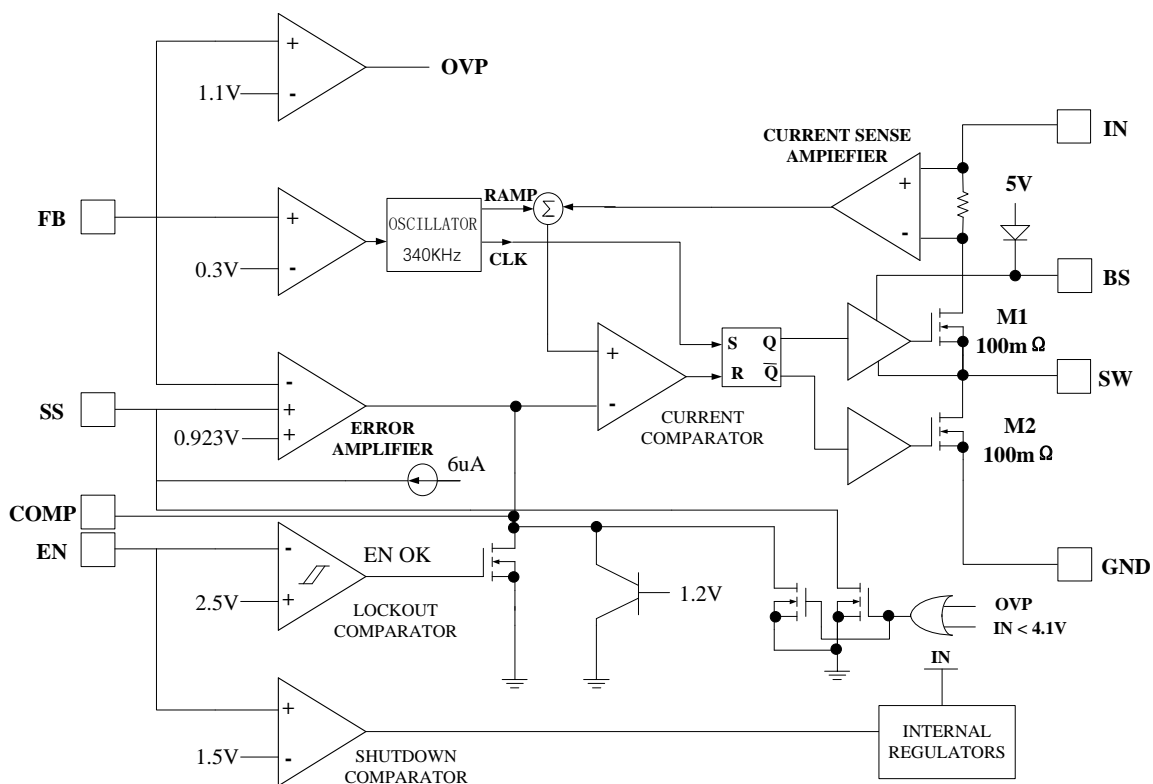 +
OVP
1.1V
-
CURRENT SENSE
AMPIEFIER
IN
+
-
5V
FB
+
0.3V
-
RAMP
Σ
OSCILLATOR
340KHz
CLK
BS
M1
100mΩ
S Q
R Q̅
+
-
CURRENT
COMPARATOR
SW
SS
-
+
0.923V
+
ERROR
AMPLIFIER
6uA
M2
100mΩ
COMP
EN
-
EN OK
2.5V
+
LOCKOUT
COMPARATOR
1.2V
GND
OVP
IN < 4.1V
IN
+
1.5V
-
SHUTDOWN
COMPARATOR
INTERNAL
REGULATORS